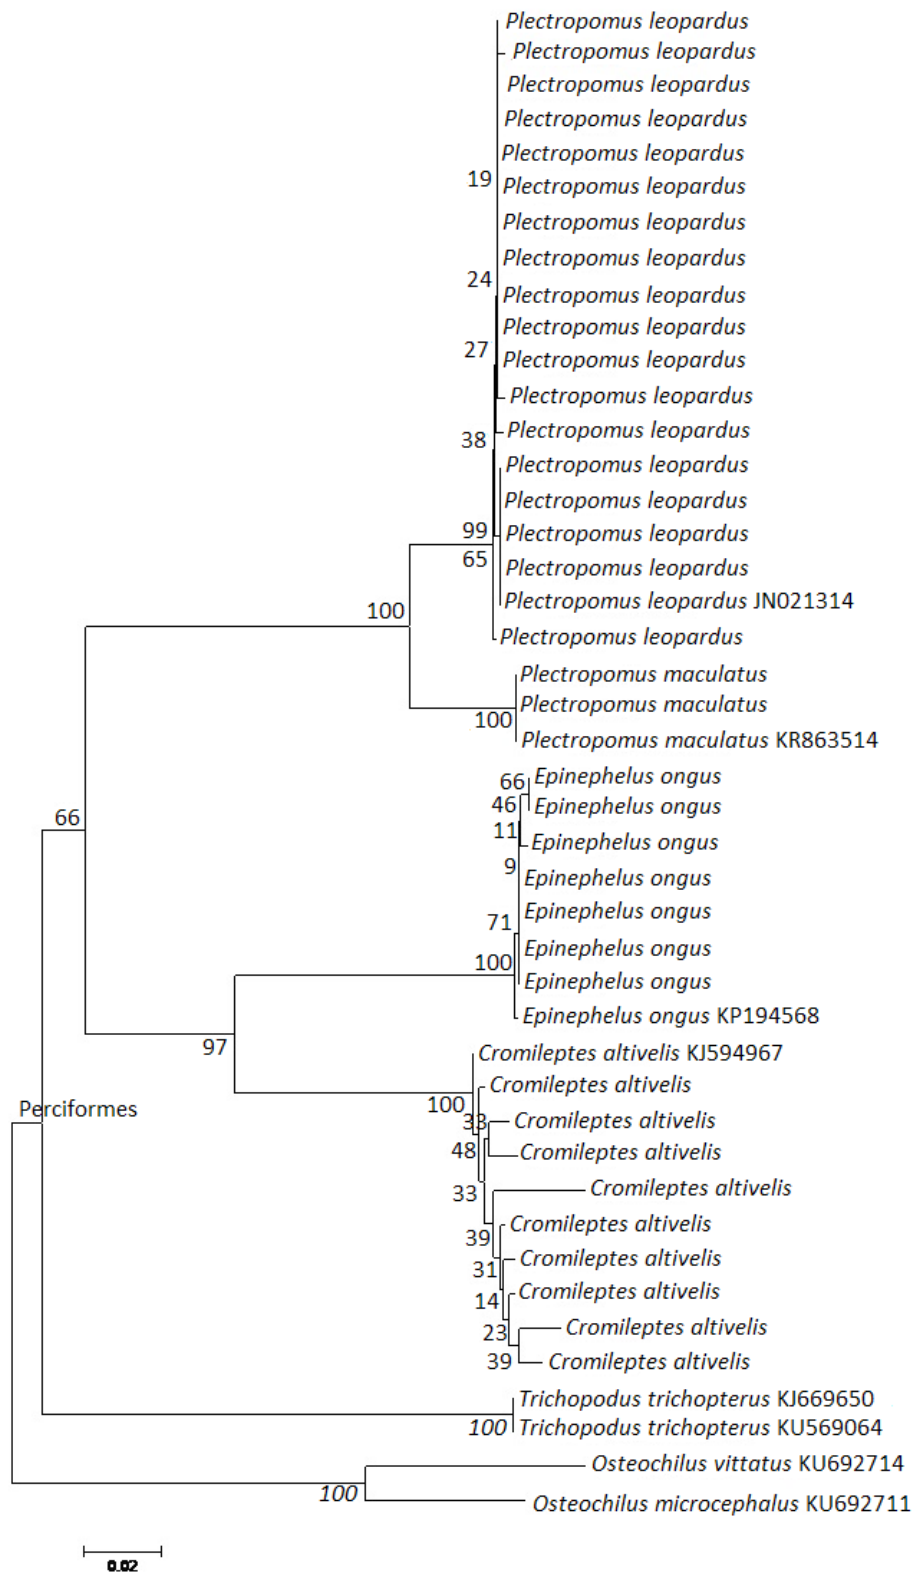 Plectropomus leopardus
Plectropomus leopardus
Plectropomus leopardus
Plectropomus leopardus
Plectropomus leopardus
19
Plectropomus leopardus
Plectropomus leopardus
Plectropomus leopardus
24
Plectropomus leopardus
Plectropomus leopardus
27
Plectropomus leopardus
Plectropomus leopardus
Plectropomus leopardus
38
Plectropomus leopardus
Plectropomus leopardus
99
Plectropomus leopardus
65
Plectropomus leopardus
Plectropomus leopardus JN021314
100
Plectropomus leopardus
Plectropomus maculatus
Plectropomus maculatus
100
Plectropomus maculatus KR863514
Epinephelus ongus
66
46
Epinephelus ongus
66
11
Epinephelus ongus
9
Epinephelus ongus
Epinephelus ongus
71
Epinephelus ongus
100
Epinephelus ongus
Epinephelus ongus KP194568
97
Cromileptes altivelis KJ594967
Cromileptes altivelis
100
Perciformes
33
Cromileptes altivelis
48
Cromileptes altivelis
33
Cromileptes altivelis
Cromileptes altivelis
39
Cromileptes altivelis
31
Cromileptes altivelis
14
Cromileptes altivelis
23
Cromileptes altivelis
39
Trichopodus trichopterus KJ669650
100
Trichopodus trichopterus KU569064
Osteochilus vittatus KU692714
100
Osteochilus microcephalus KU692711
0.02